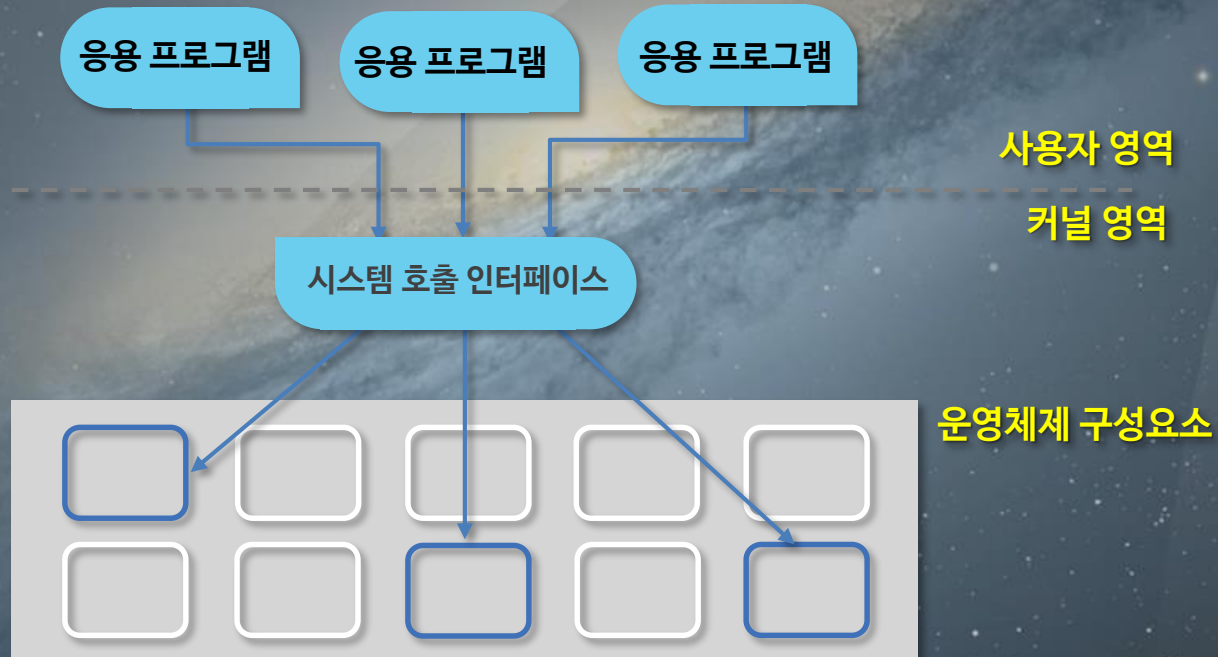 응용 프로그램
응용 프로그램
응용 프로그램
사용자 영역
커널 영역
시스템 호출 인터페이스
운영체제 구성요소